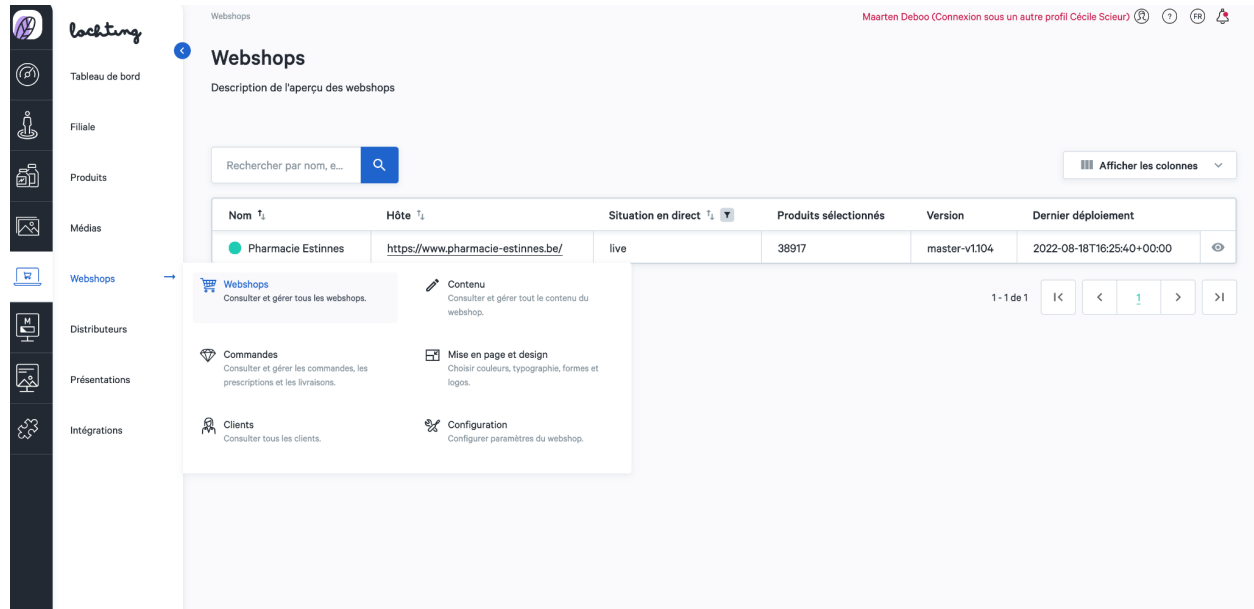 Webshops
Maarten Deboo (Connexion sous un autre profil Cécile Scieur) ? FR
lochting
Webshops
Description de l'aperçu des webshops
Tableau de bord
Filiale
Produits
Médias
Webshops →
Distributeurs
Présentations
Intégrations
Rechercher par nom, e...
Afficher les colonnes
Nom Hôte Situation en direct Produits sélectionnés Version Dernier déploiement
Pharmacie Estinnes https://www.pharmacie-estinnes.be/ live 38917 master-v1.104 2022-08-18T16:25:40+00:00
1 - 1 de 1
1
Webshops
Consulter et gérer tous les webshops.
Contenu
Consulter et gérer tout le contenu du
webshop.
Commandes
Consulter et gérer les commandes, les
prescriptions et les livraisons.
Mise en page et design
Choisir couleurs, typographie, formes et
logos.
Clients
Consulter tous les clients.
Configuration
Configurer paramètres du webshop.
M